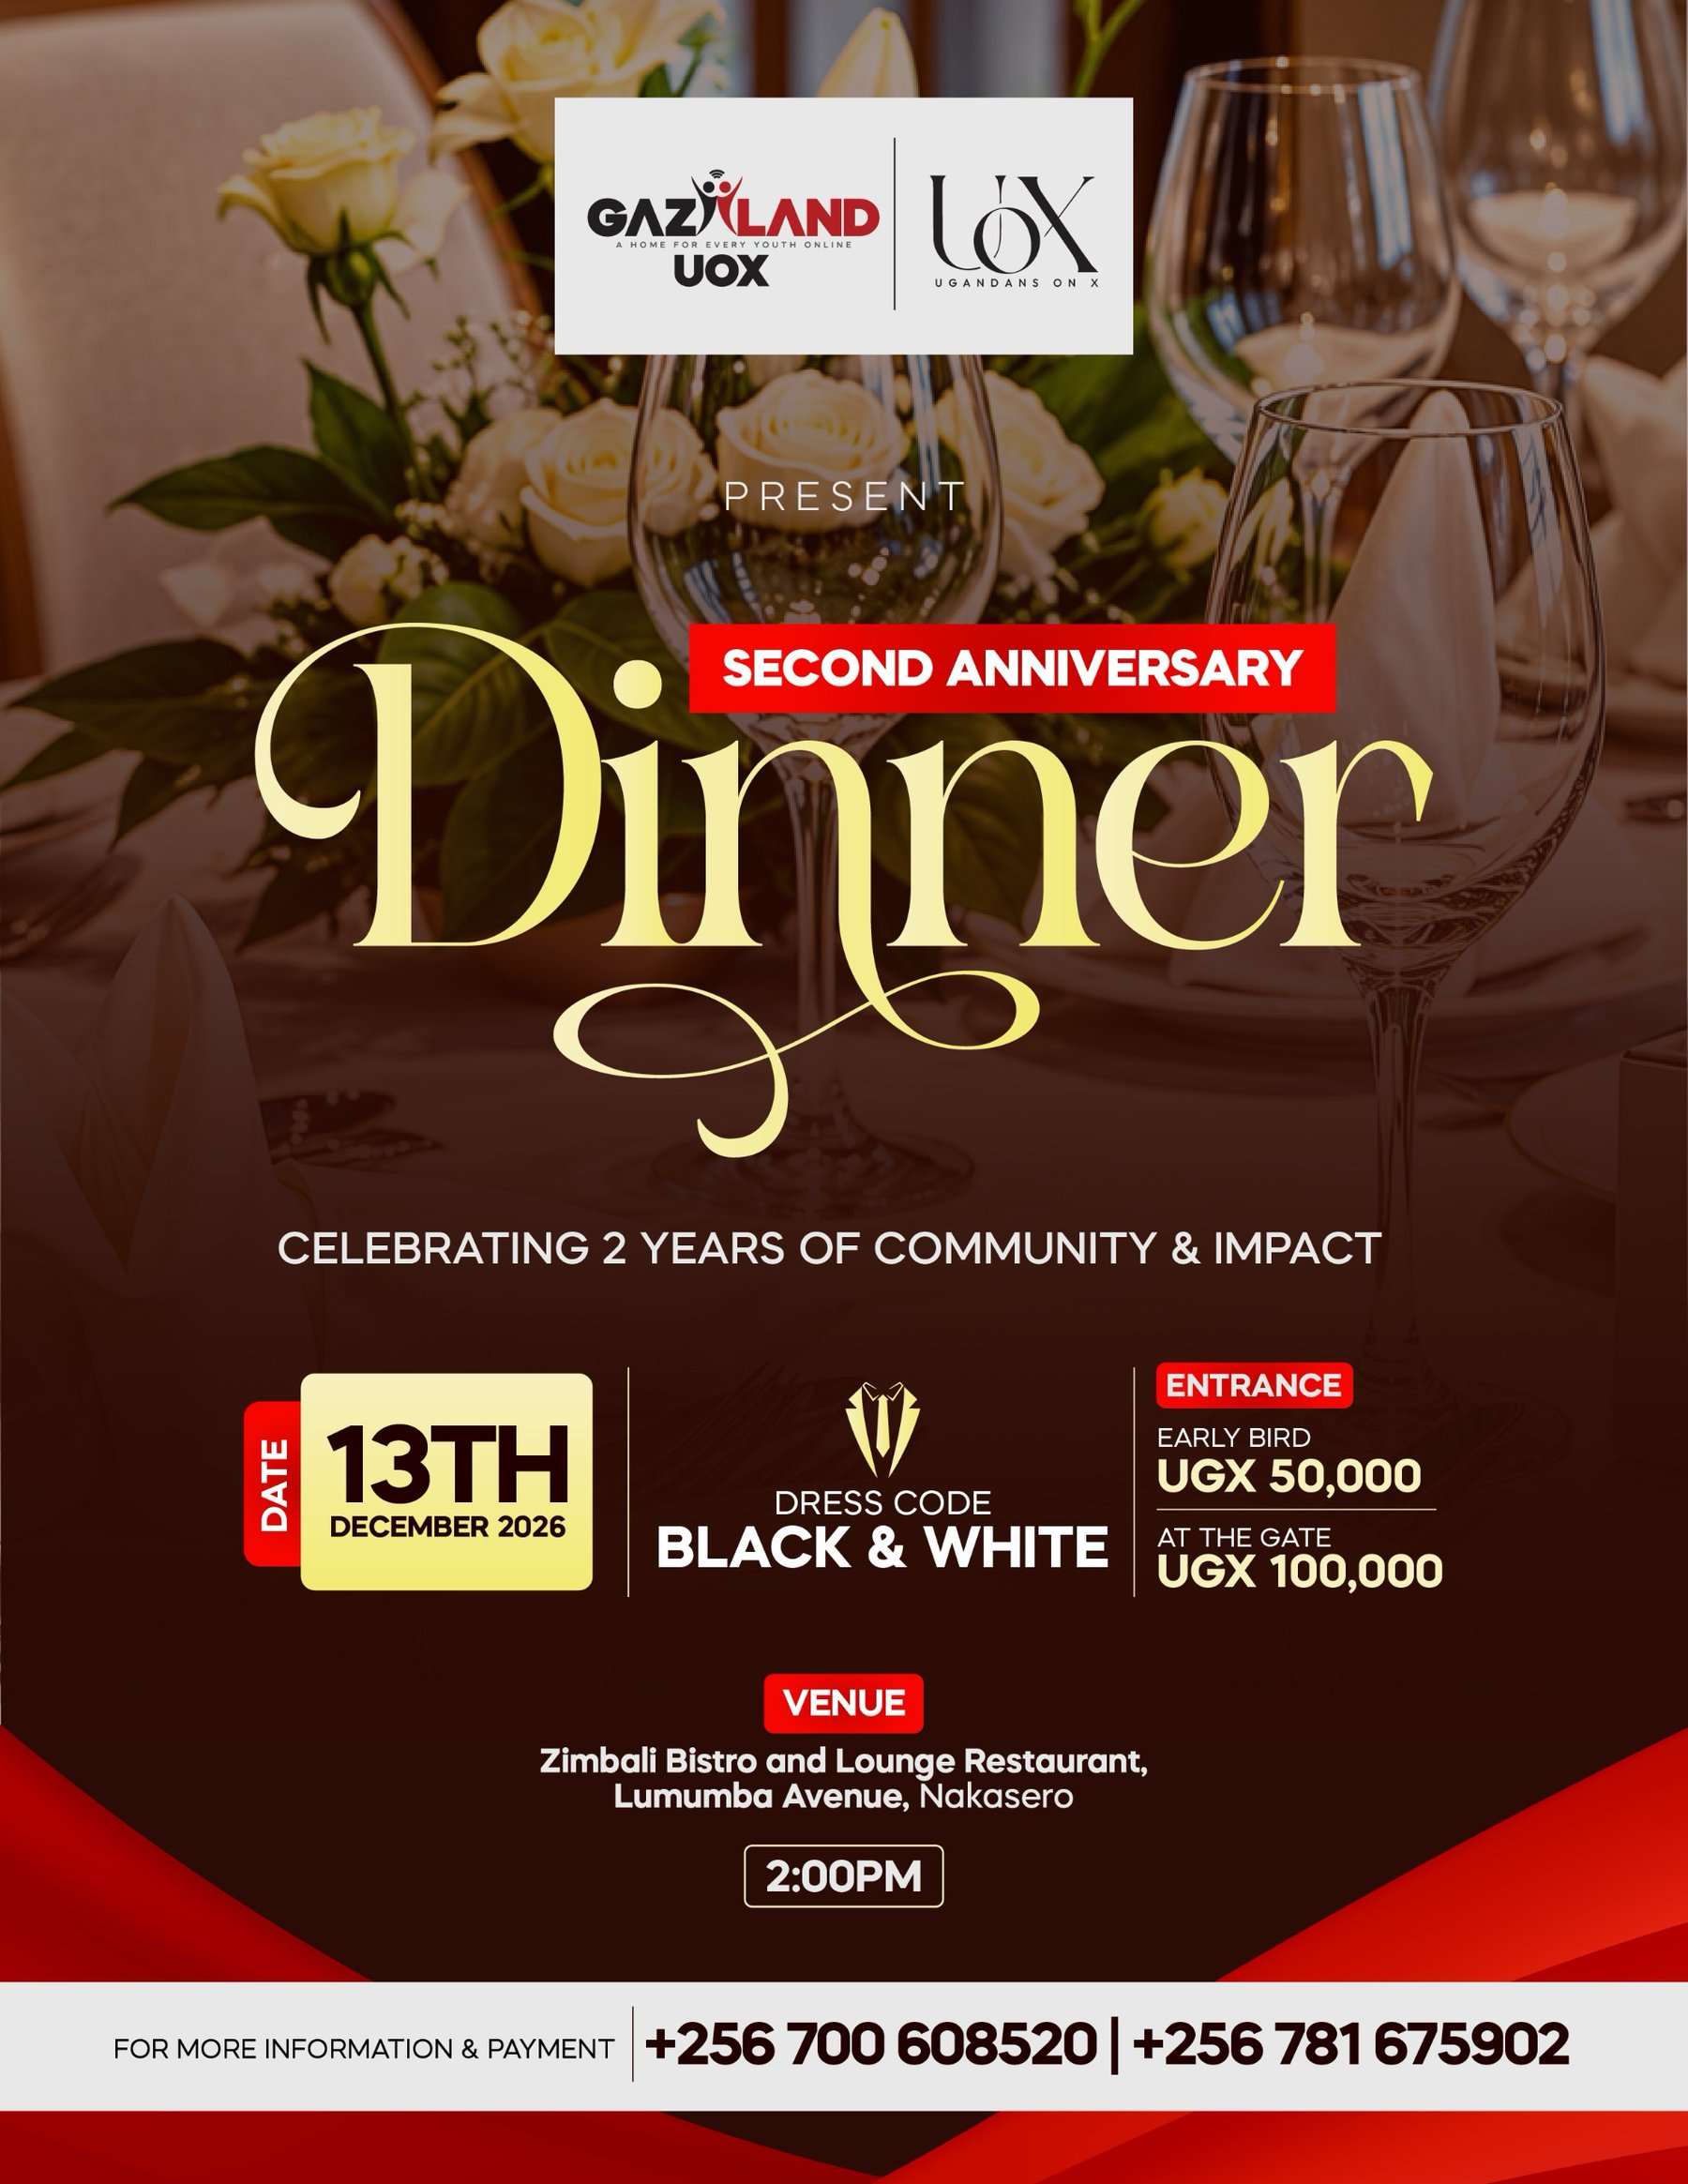 GAZ LAND
A HOME FOR EVERY YOUTH ONLINE
UOX
UOX
UGANDANS ON X
PRESENT
SECOND ANNIVERSARY
Dinner
CELEBRATING 2 YEARS OF COMMUNITY & IMPACT
DATE
13TH
DECEMBER 2026
DRESS CODE
BLACK & WHITE
ENTRANCE
EARLY BIRD
UGX 50,000
AT THE GATE
UGX 100,000
VENUE
Zimbali Bistro and Lounge Restaurant,
Lumumba Avenue, Nakasero
2:00PM
FOR MORE INFORMATION & PAYMENT | +256 700 608520 | +256 781 675902